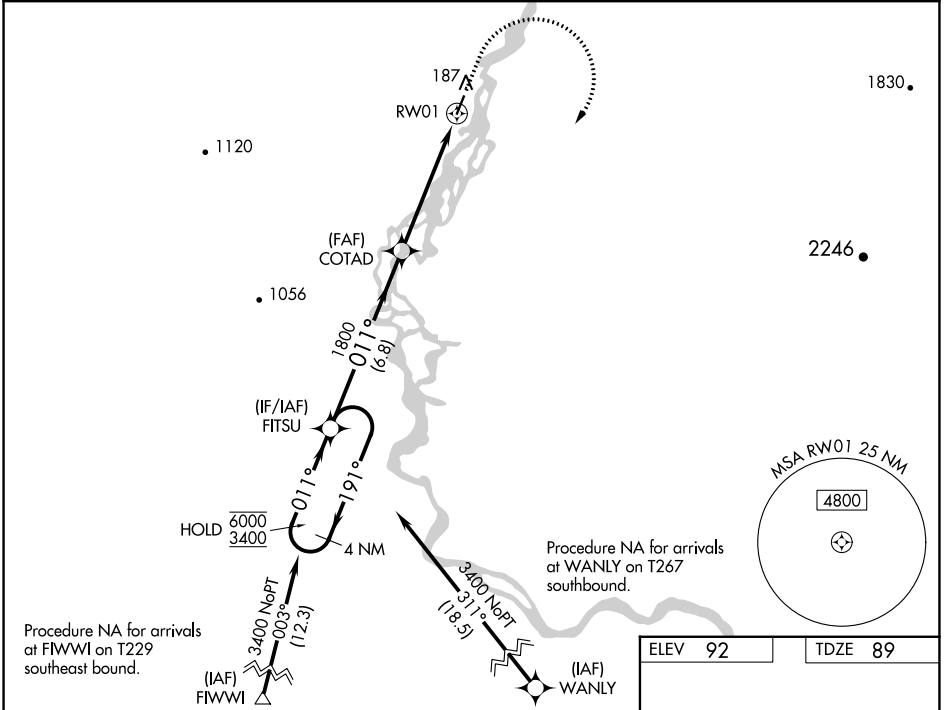 187
RW01
1830
1120
(FAF)
COTAD
2246
1056
1800
011°
(6.8)
(IF/IAF)
FITSU
011°
191°
HOLD 6000
3400
4 NM
MSA RW01 25 NM
4800
Procedure NA for arrivals
at WANLY on T267
southbound.
3400 NoPT
311°
(18.5)
3400 NoPT
003°
(12.3)
Procedure NA for arrivals
at FIWWI on T229
southeast bound.
(IAF)
FIWWI
(IAF)
WANLY
ELEV 92
TDZE 89